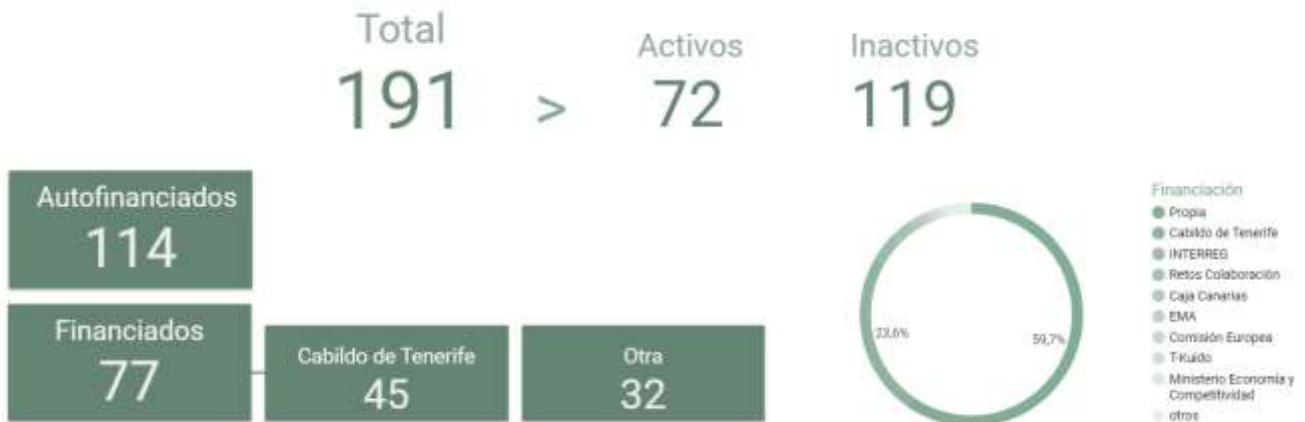 Total
Activos
Inactivos
191 > 72 119
Autofinanciados
114
Financiados
77
Cabildo de Tenerife
45
Otra
32
23,6%
59,7%
Financiación
Propia
Cabildo de Tenerife
INTERREG
Retos Colaboración
Caja Canarias
EMA
Comisión Europea
T-Kuido
Ministerio Economía y
Competitividad
otros